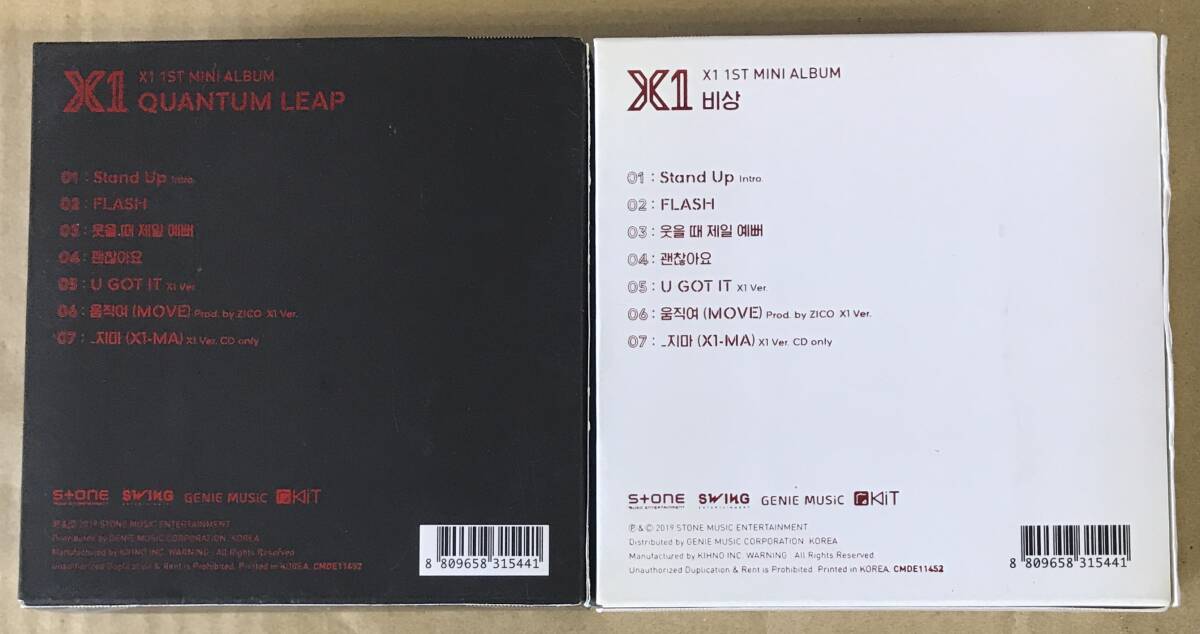 X1 X1 1ST MINI ALBUM
QUANTUM LEAP
01 : Stand Up Intro.
02 : FLASH
03 : 웃을 때 제일 예뻐
04 : 괜찮아요
05 : U GOT IT X1 Ver.
06 : 움직여 (MOVE) Prod. by ZICO X1 Ver.
07 : _지마 (X1-MA) X1 Ver. CD only
STONE SWING GENIE MUSIC KiT
MUSIC ENTERTAINMENT ENTERTAINMENT
℗ & © 2019 STONE MUSIC ENTERTAINMENT
Distributed by GENIE MUSIC CORPORATION. KOREA
Manufactured by KIHNO INC. WARNING : All Rights Reserved.
Unauthorized Duplication & Rent is Prohibited. Printed in KOREA. CMDE11452
8 809658 315441
X1 X1 1ST MINI ALBUM
비상
01 : Stand Up Intro.
02 : FLASH
03 : 웃을 때 제일 예뻐
04 : 괜찮아요
05 : U GOT IT X1 Ver.
06 : 움직여 (MOVE) Prod. by ZICO X1 Ver.
07 : _지마 (X1-MA) X1 Ver. CD only
STONE SWING GENIE MUSIC KiT
MUSIC ENTERTAINMENT ENTERTAINMENT
℗ & © 2019 STONE MUSIC ENTERTAINMENT
Distributed by GENIE MUSIC CORPORATION. KOREA
Manufactured by KIHNO INC. WARNING : All Rights Reserved.
Unauthorized Duplication & Rent is Prohibited. Printed in KOREA. CMDE11452
8 809658 315441